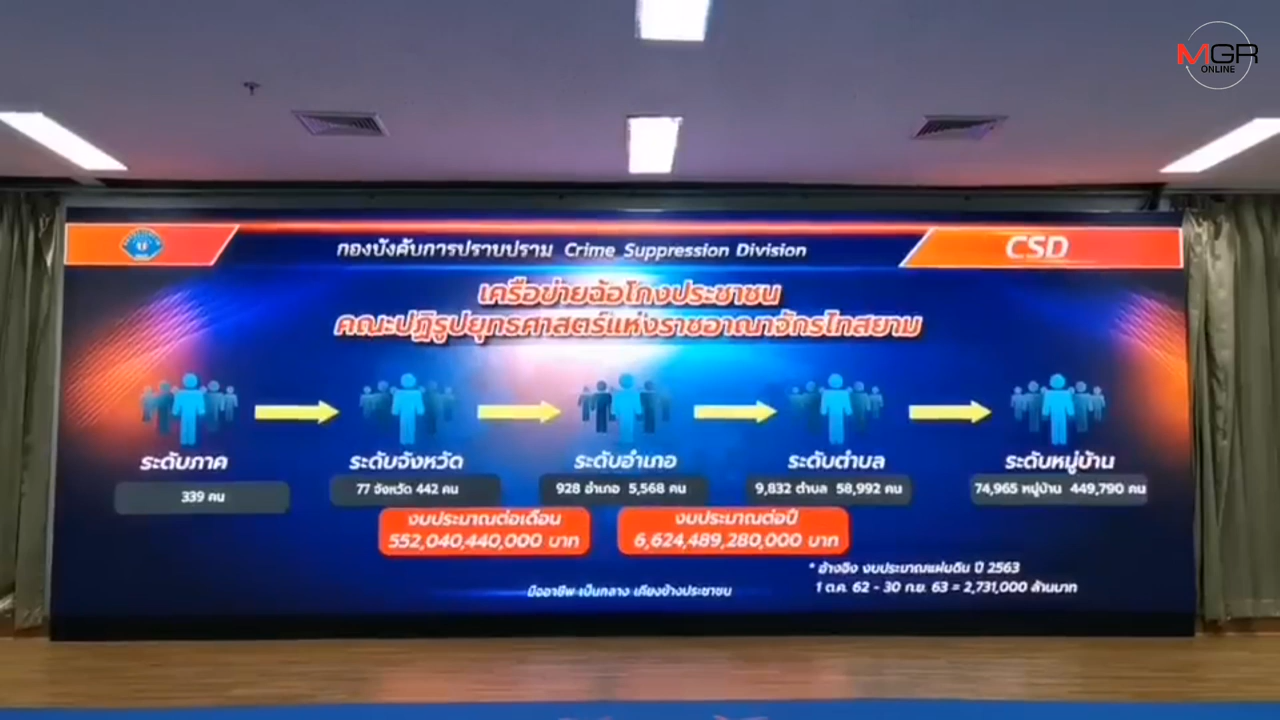 MGR
ONLINE
กองบังคับการปราบปราม Crime Suppression Division
CSD
เครือข่ายฉ้อโกงประชาชน
คณะปฏิรูปยุทธศาสตร์แห่งราชอาณาจักรไทสยาม
ระดับภาค
339 คน
ระดับจังหวัด
77 จังหวัด 442 คน
ระดับอำเภอ
928 อำเภอ 5,568 คน
ระดับตำบล
9,832 ตำบล 58,992 คน
ระดับหมู่บ้าน
74,965 หมู่บ้าน 449,790 คน
งบประมาณต่อเดือน
552,040,440,000 บาท
งบประมาณต่อปี
6,624,489,280,000 บาท
* อ้างอิง งบประมาณแผ่นดิน ปี 2563
1 ต.ค. 62 - 30 ก.ย. 63 = 2,731,000 ล้านบาท
มืออาชีพ เป็นกลาง เคียงข้างประชาชน